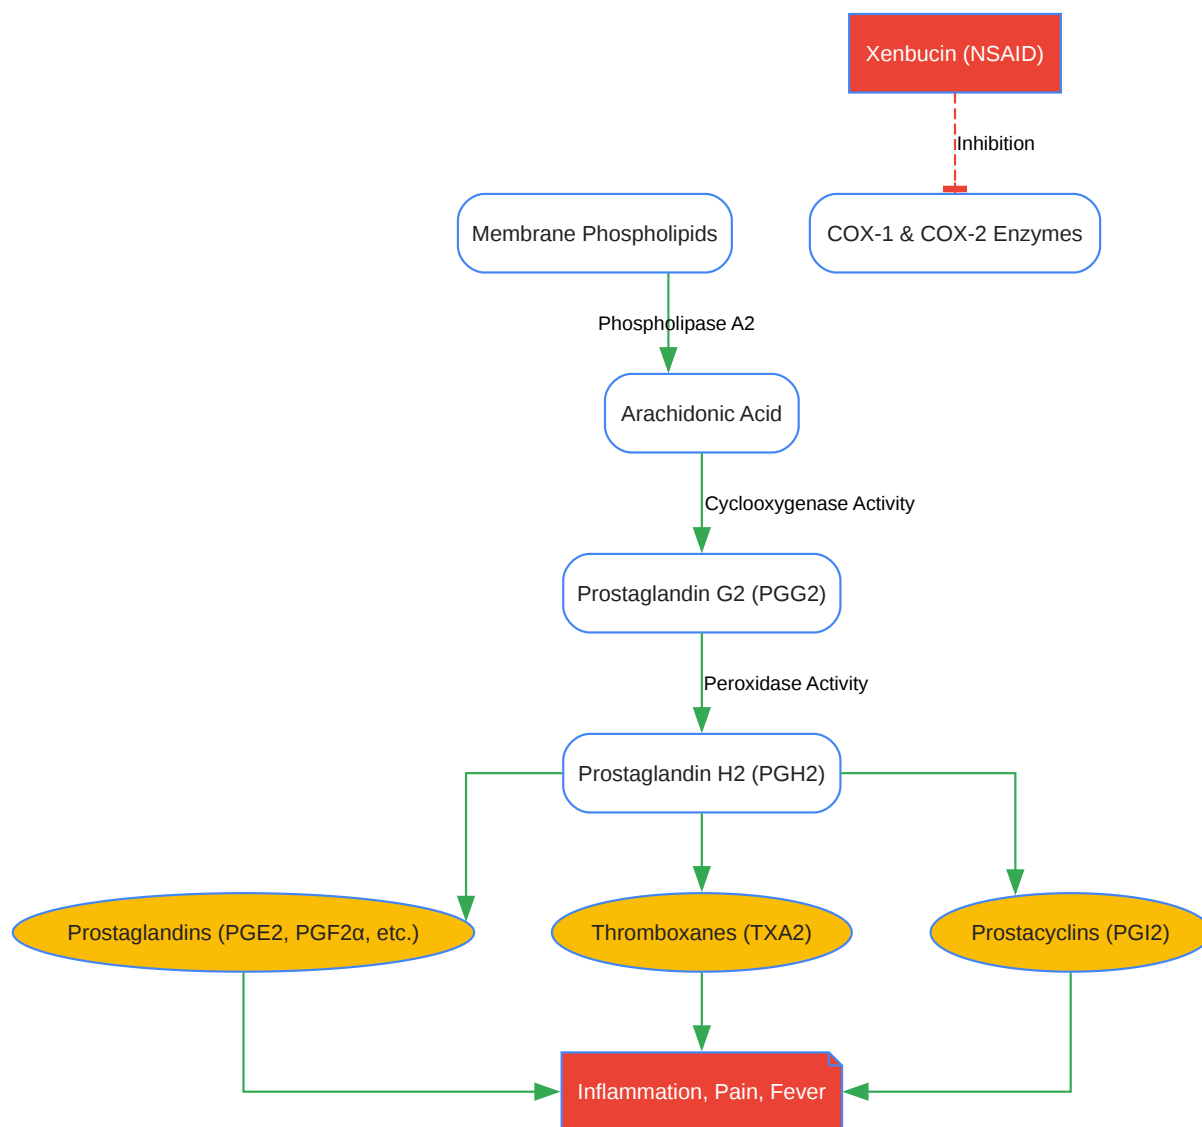 Xenbucin (NSAID)
Inhibition
Membrane Phospholipids
COX-1 & COX-2 Enzymes
Phospholipase A2
Arachidonic Acid
Cyclooxygenase Activity
Prostaglandin G2 (PGG2)
Peroxidase Activity
Prostaglandin H2 (PGH2)
Prostaglandins (PGE2, PGF2α, etc.)
Thromboxanes (TXA2)
Prostacyclins (PGI2)
Inflammation, Pain, Fever